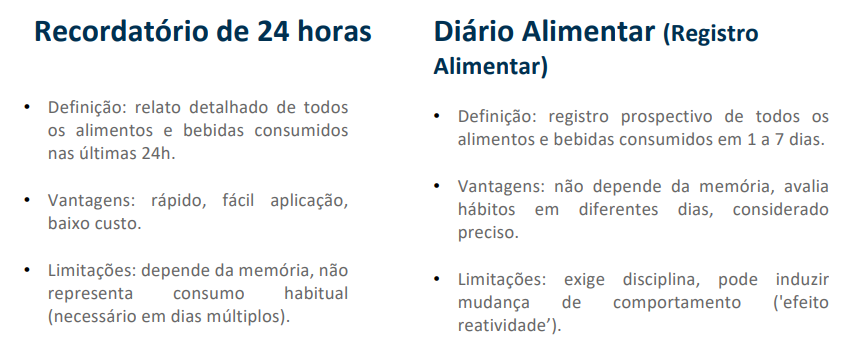 Recordatório de 24 horas
• Definição: relato detalhado de todos
os alimentos e bebidas consumidos
nas últimas 24h.
• Vantagens: rápido, fácil aplicação,
baixo custo.
• Limitações: depende da memória, não
representa consumo habitual
(necessário em dias múltiplos).
Diário Alimentar (Registro
Alimentar)
• Definição: registro prospectivo de todos os
alimentos e bebidas consumidos em 1 a 7 dias.
• Vantagens: não depende da memória, avalia
hábitos em diferentes dias, considerado
preciso.
• Limitações: exige disciplina, pode induzir
mudança de comportamento ('efeito
reatividade’).